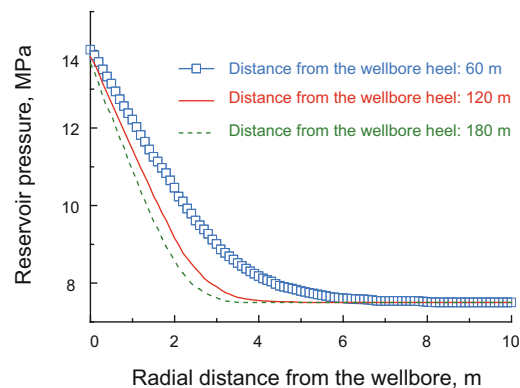 Reservoir pressure, MPa
14
12
10
8
Distance from the wellbore heel: 60 m
Distance from the wellbore heel: 120 m
Distance from the wellbore heel: 180 m
0 2 4 6 8 10
Radial distance from the wellbore, m